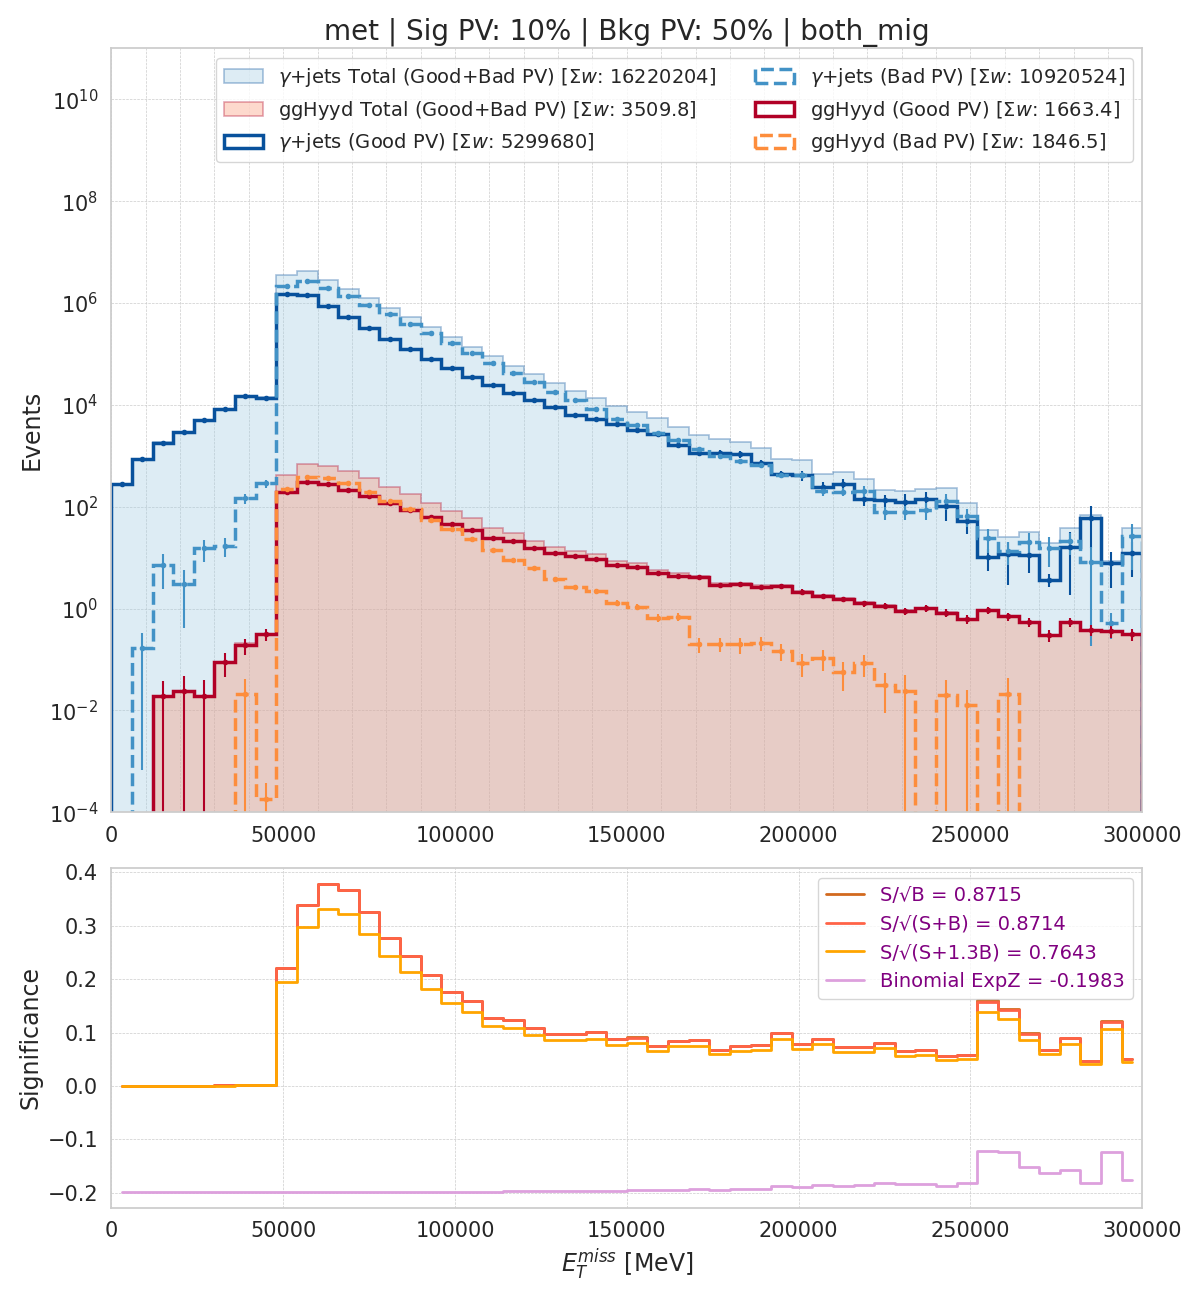 met | Sig PV: 10% | Bkg PV: 50% | both_mig
γ+jets Total (Good+Bad PV) [Σw: 16220204]
ggHyyd Total (Good+Bad PV) [Σw: 3509.8]
γ+jets (Good PV) [Σw: 5299680]
γ+jets (Bad PV) [Σw: 10920524]
ggHyyd (Good PV) [Σw: 1663.4]
ggHyyd (Bad PV) [Σw: 1846.5]
Events
10^10
10^8
10^6
10^4
10^2
10^0
10^−2
10^−4
0 50000 100000 150000 200000 250000 300000
Significance
0.4
0.3
0.2
0.1
0.0
−0.1
−0.2
S/√B = 0.8715
S/√(S+B) = 0.8714
S/√(S+1.3B) = 0.7643
Binomial ExpZ = -0.1983
0 50000 100000 150000 200000 250000 300000
E_T^miss [MeV]